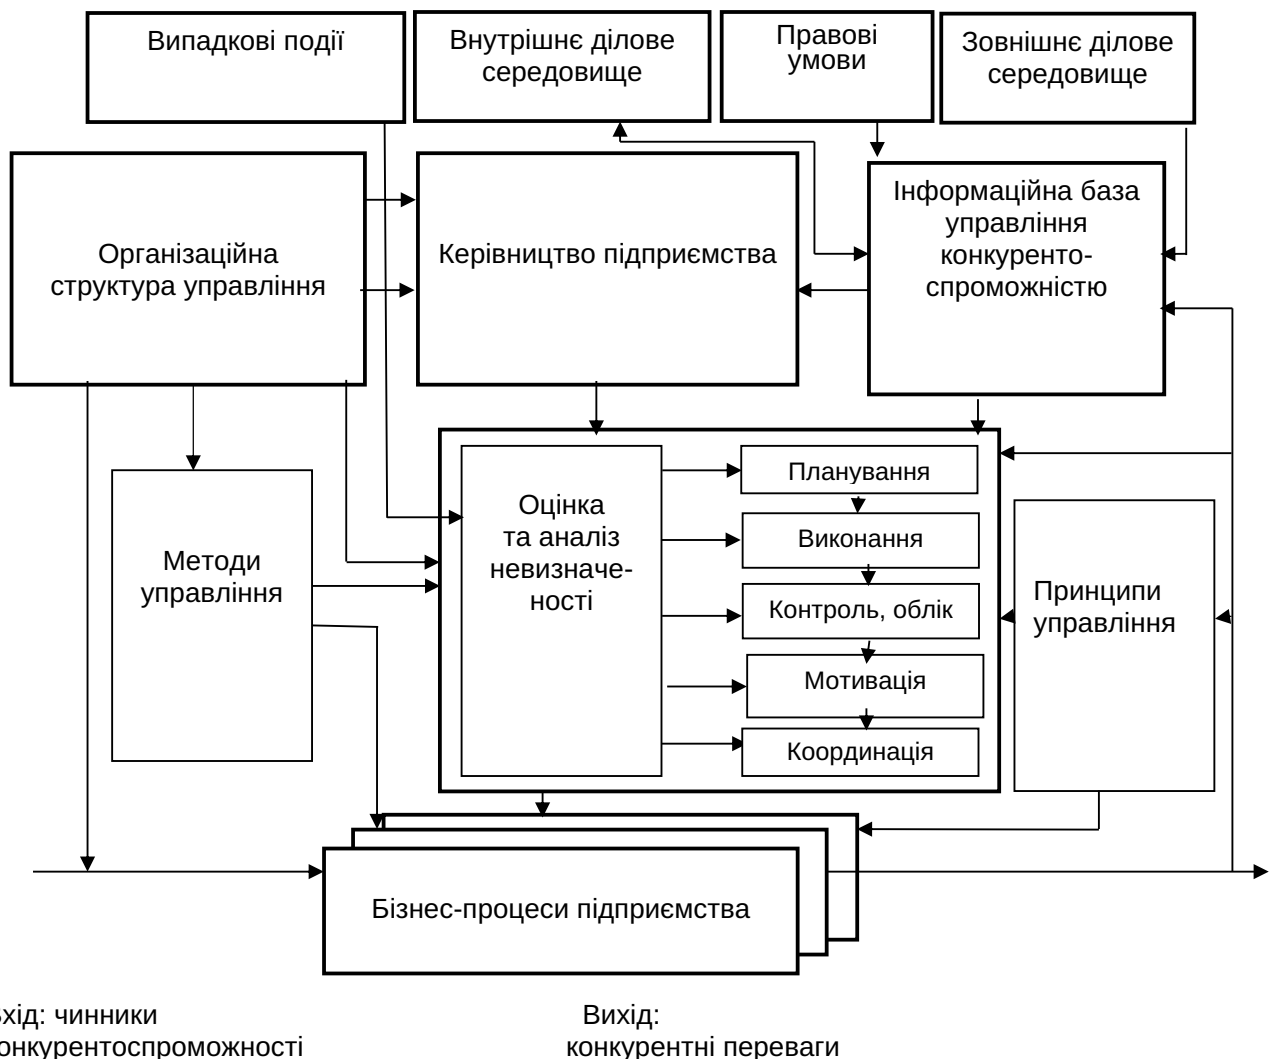 Випадкові події
Внутрішнє ділове
середовище
Правові
умови
Зовнішнє ділове
середовище
Організаційна
структура управління
Керівництво підприємства
Інформаційна база
управління
конкуренто-
спроможністю
Методи
управління
Оцінка
та аналіз
невизначе-
ності
Планування
Виконання
Контроль, облік
Мотивація
Координація
Принципи
управління
Бізнес-процеси підприємства
хід: чинники
онкурентоспроможності
Вихід:
конкурентні переваги